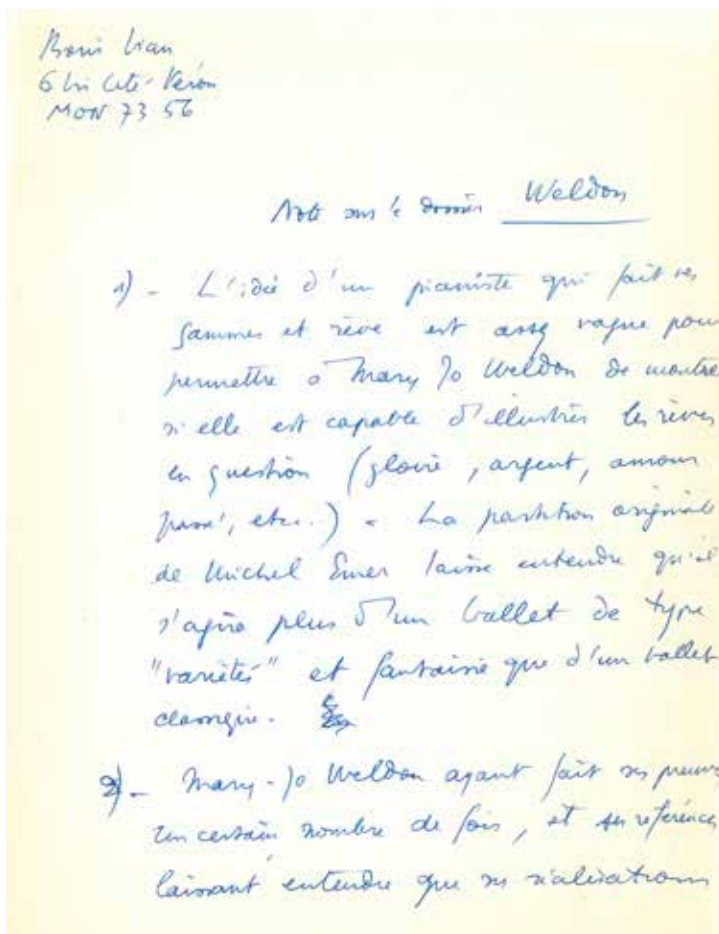 Boris Vian
6 bis Cité Véron
MON 73 56
Note sur le dossier Weldon
1) - L'idée d'un pianiste qui fait ses
gammes et rêve est assez vague pour
permettre à Mary Jo Weldon de montrer
si elle est capable d'illustrer les rêves
en question (gloire, argent, amour
passé, etc..) - La partition originale
de Michel Emer laisse entendre qu'il
s'agira plus d'un ballet de type
"variétés" et fantaisie que d'un ballet
classique.
2) - Mary-Jo Weldon ayant fait ses preuves
un certain nombre de fois, et ses références
laissant entendre que ses réalisations